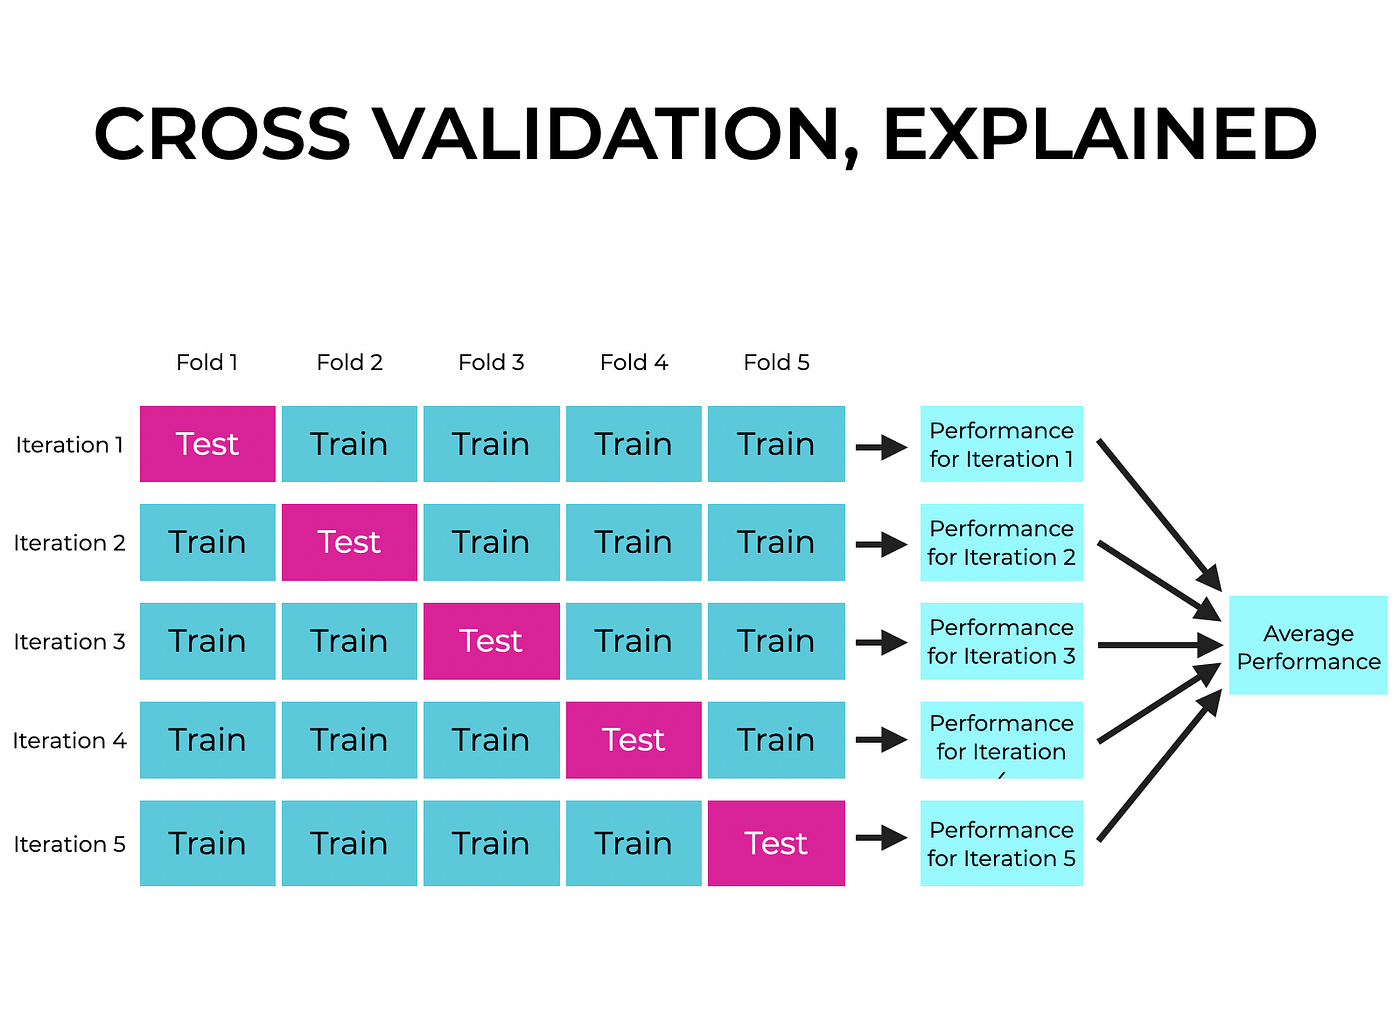 CROSS VALIDATION, EXPLAINED
Fold 1 Fold 2 Fold 3 Fold 4 Fold 5
Iteration 1 Test Train Train Train Train
Performance
for Iteration 1
Iteration 2 Train Test Train Train Train
Performance
for Iteration 2
Iteration 3 Train Train Test Train Train
Performance
for Iteration 3
Average
Performance
Iteration 4 Train Train Train Test Train
Performance
for Iteration
Iteration 5 Train Train Train Train Test
Performance
for Iteration 5